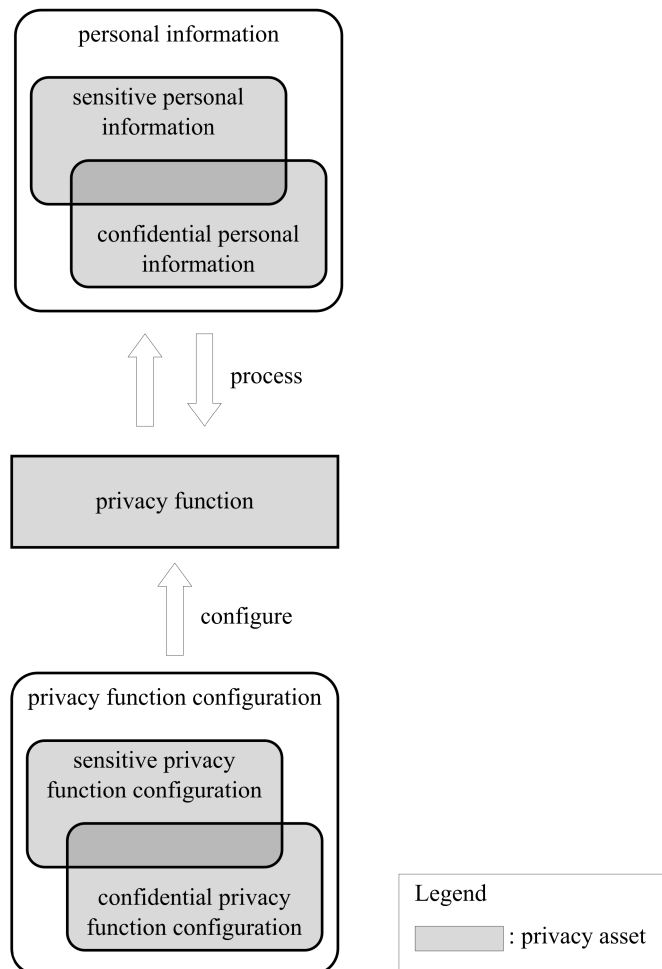 personal information
sensitive personal
information
confidential personal
information
process
privacy function
configure
privacy function configuration
sensitive privacy
function configuration
confidential privacy
function configuration
Legend
: privacy asset